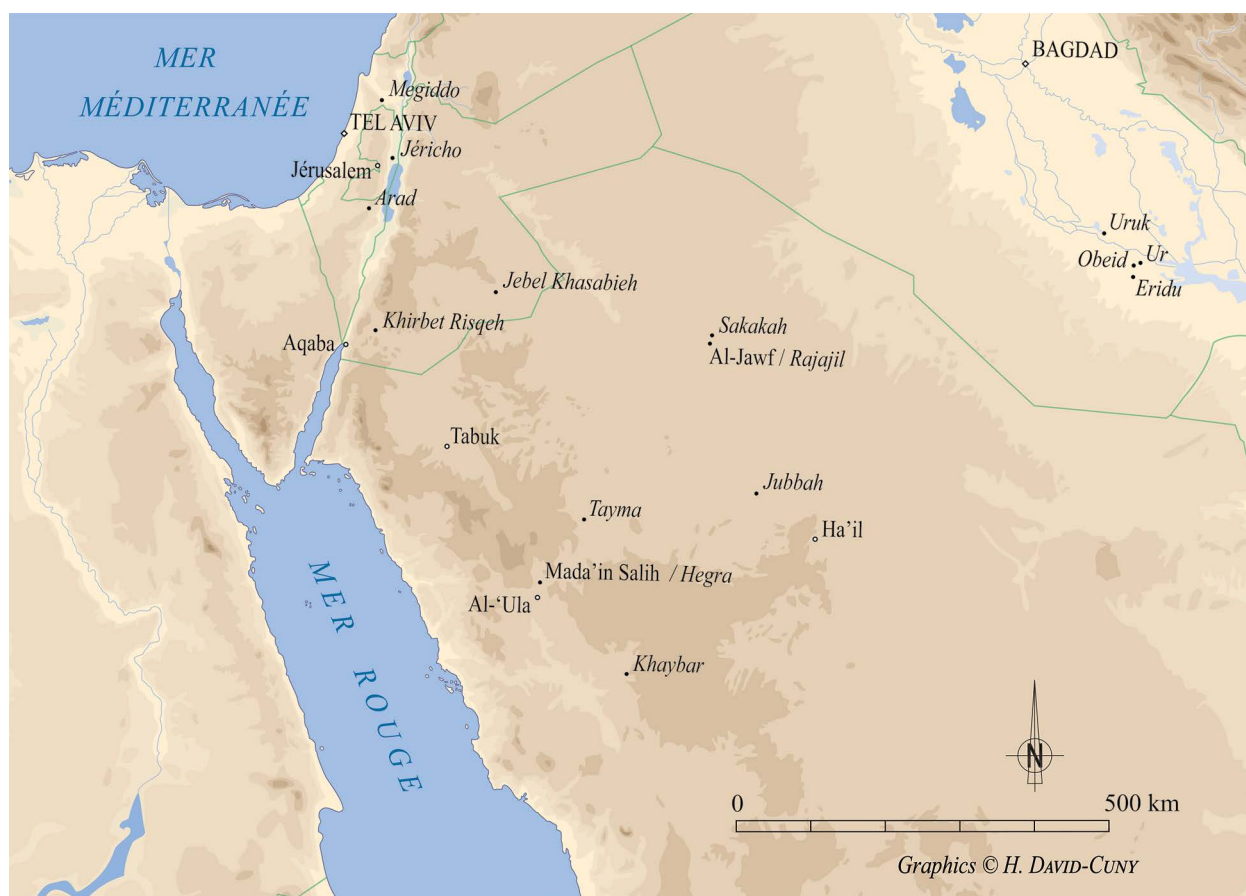 MER
MÉDITERRANÉE
BAGDAD
Megiddo
TEL AVIV
Jéricho
Jérusalem
Arad
Uruk
Ur
Obeid
Eridu
Jebel Khasabieh
Khirbet Risqeh
Aqaba
Sakakah
Al-Jawf / Rajajil
Tabuk
Jubbah
Tayma
Ha’il
Mada’in Salih / Hegra
Al-‘Ula
MER ROUGE
Khaybar
N
0 500 km
Graphics © H. DAVID-CUNY